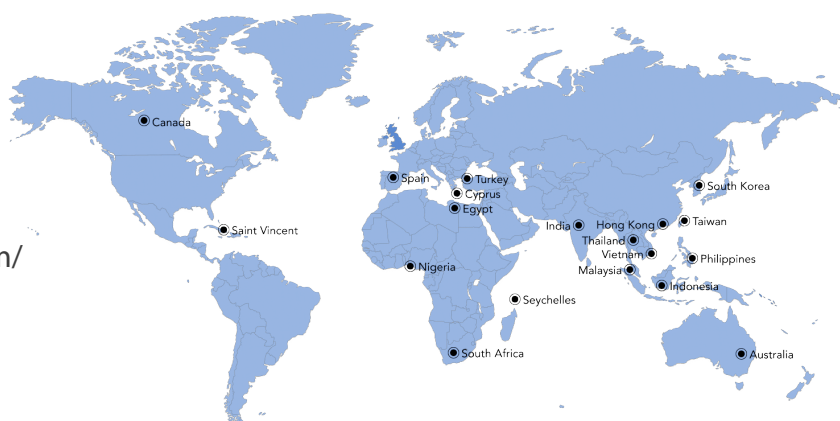 Canada
Spain
Turkey
South Korea
Cyprus
Egypt
Taiwan
India
Hong Kong
Saint Vincent
Thailand
Vietnam
Philippines
n/
Nigeria
Malaysia
Indonesia
Seychelles
South Africa
Australia